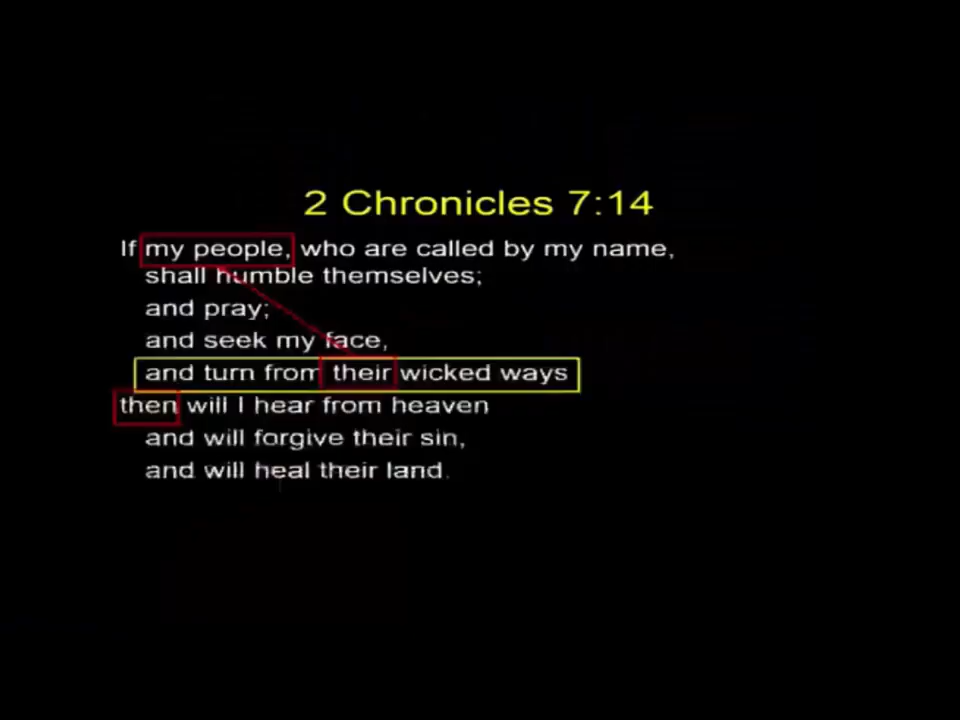 2 Chronicles 7:14
If my people, who are called by my name,
shall humble themselves;
and pray;
and seek my face,
and turn from their wicked ways
then will I hear from heaven
and will forgive their sin,
and will heal their land.